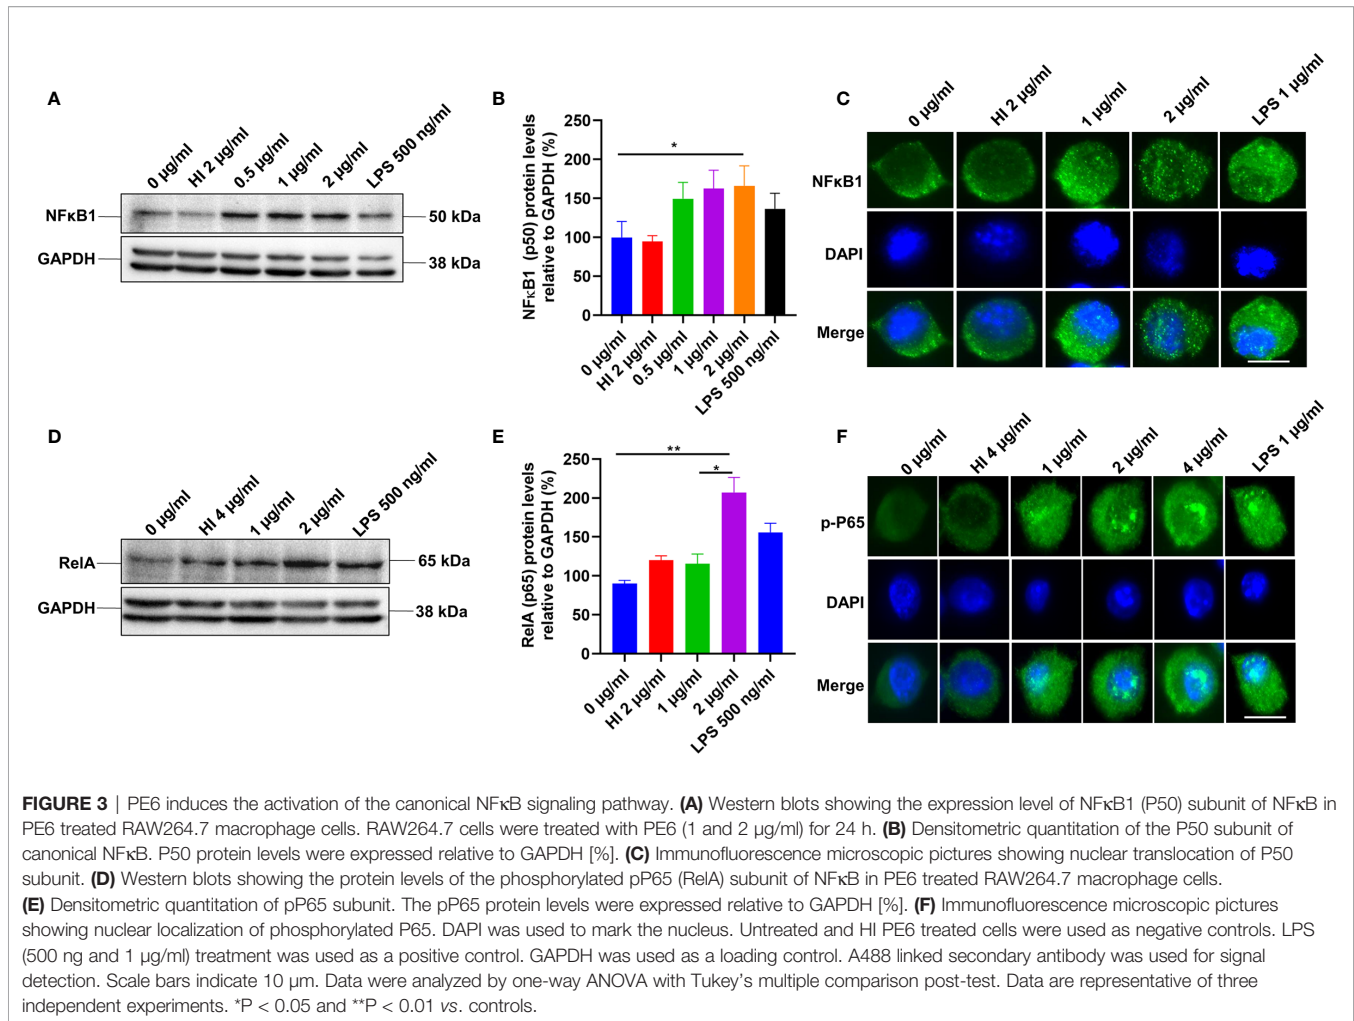 A
0 µg/ml
HI 2 µg/ml
0.5 µg/ml
1 µg/ml
2 µg/ml
LPS 500 ng/ml
NFκB1
50 kDa
GAPDH
38 kDa
B
NFκB1 (p50) protein levels
relative to GAPDH (%)
250
200
150
100
50
0
*
0 µg/ml
HI 2 µg/ml
0.5 µg/ml
1 µg/ml
2 µg/ml
LPS 500 ng/ml
C
0 µg/ml
HI 2 µg/ml
1 µg/ml
2 µg/ml
LPS 1 µg/ml
NFκB1
DAPI
Merge
D
0 µg/ml
HI 4 µg/ml
1 µg/ml
2 µg/ml
LPS 500 ng/ml
RelA
65 kDa
GAPDH
38 kDa
E
RelA (p65) protein levels
relative to GAPDH (%)
250
200
150
100
50
0
**
*
0 µg/ml
HI 2 µg/ml
1 µg/ml
2 µg/ml
LPS 500 ng/ml
F
0 µg/ml
HI 4 µg/ml
1 µg/ml
2 µg/ml
4 µg/ml
LPS 1 µg/ml
p-P65
DAPI
Merge
FIGURE 3 | PE6 induces the activation of the canonical NFκB signaling pathway. (A) Western blots showing the expression level of NFκB1 (P50) subunit of NFκB in
PE6 treated RAW264.7 macrophage cells. RAW264.7 cells were treated with PE6 (1 and 2 µg/ml) for 24 h. (B) Densitometric quantitation of the P50 subunit of
canonical NFκB. P50 protein levels were expressed relative to GAPDH [%]. (C) Immunofluorescence microscopic pictures showing nuclear translocation of P50
subunit. (D) Western blots showing the protein levels of the phosphorylated pP65 (RelA) subunit of NFκB in PE6 treated RAW264.7 macrophage cells.
(E) Densitometric quantitation of pP65 subunit. The pP65 protein levels were expressed relative to GAPDH [%]. (F) Immunofluorescence microscopic pictures
showing nuclear localization of phosphorylated P65. DAPI was used to mark the nucleus. Untreated and HI PE6 treated cells were used as negative controls. LPS
(500 ng and 1 µg/ml) treatment was used as a positive control. GAPDH was used as a loading control. A488 linked secondary antibody was used for signal
detection. Scale bars indicate 10 µm. Data were analyzed by one-way ANOVA with Tukey's multiple comparison post-test. Data are representative of three
independent experiments. *P < 0.05 and **P < 0.01 vs. controls.